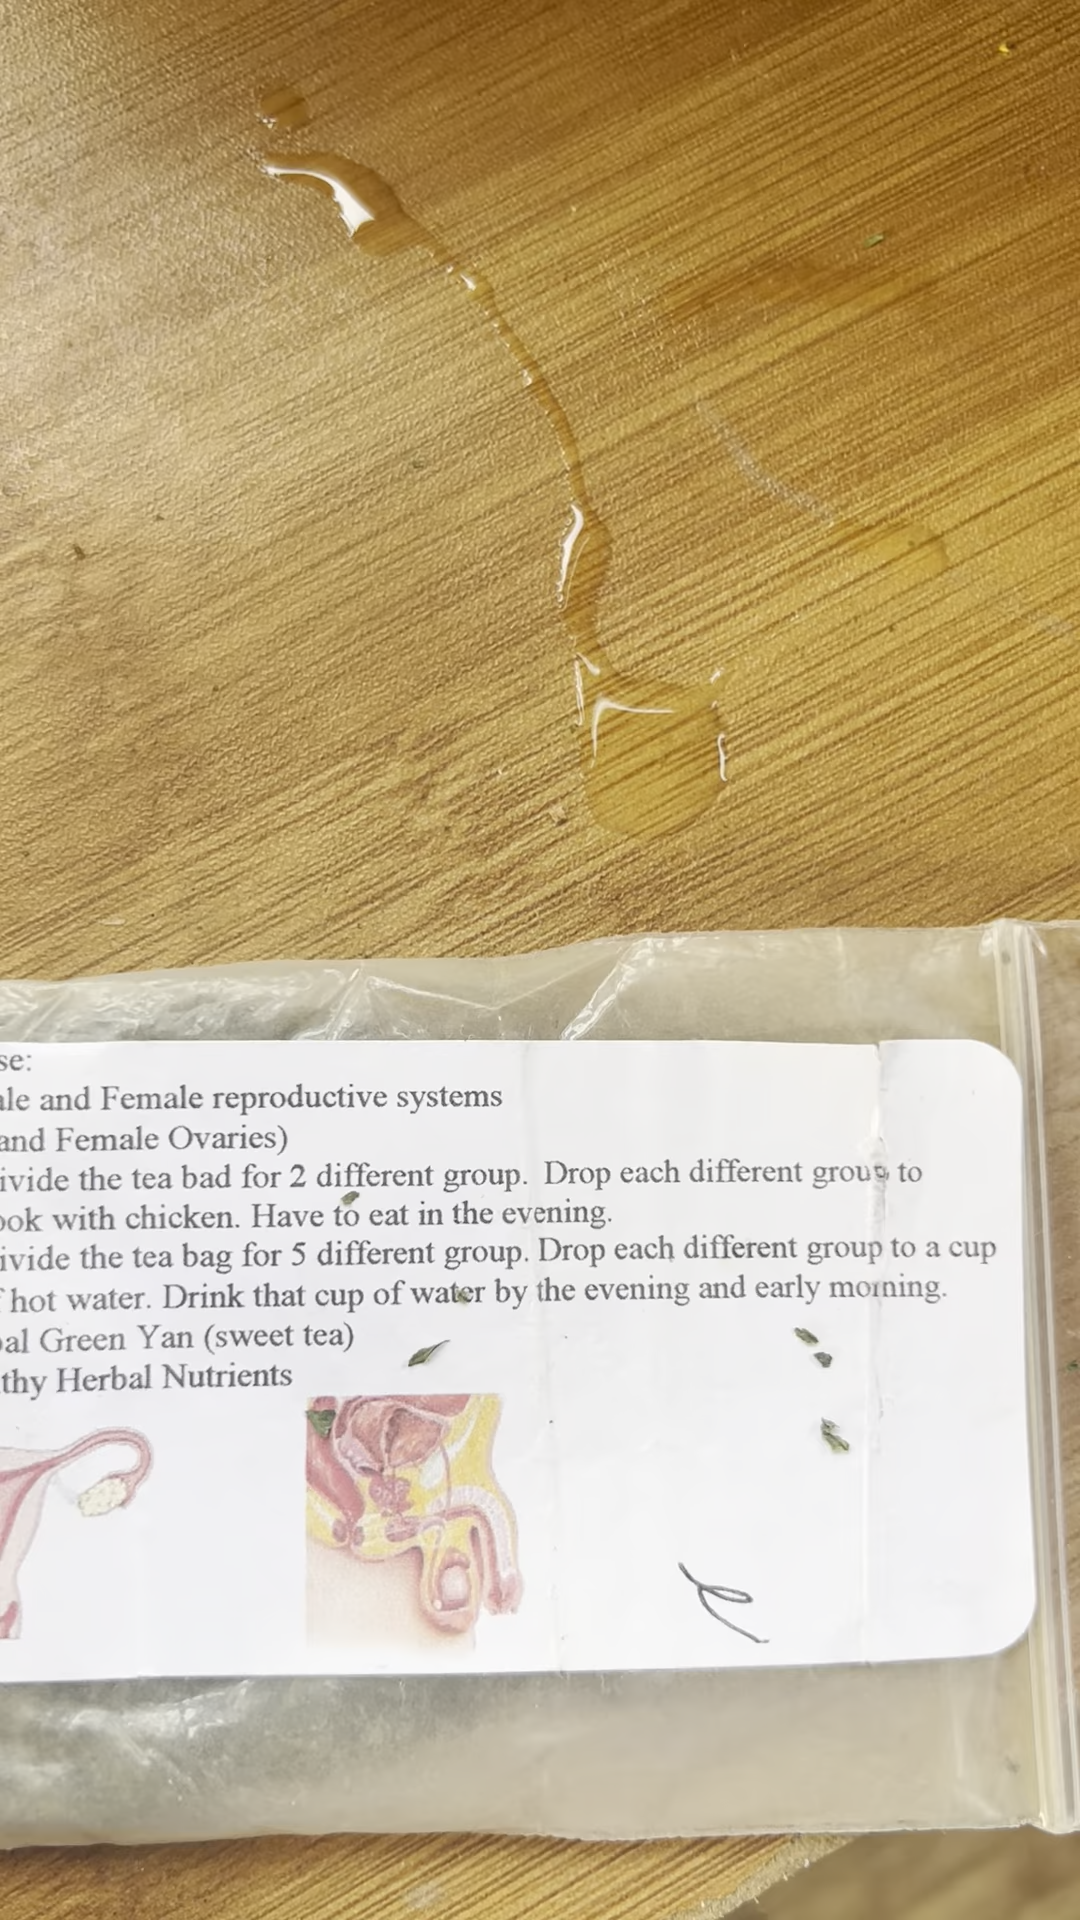 se:
ale and Female reproductive systems
and Female Ovaries)
ivide the tea bad for 2 different group. Drop each different group to
ook with chicken. Have to eat in the evening.
ivide the tea bag for 5 different group. Drop each different group to a cup
f hot water. Drink that cup of water by the evening and early morning.
bal Green Yan (sweet tea)
thy Herbal Nutrients